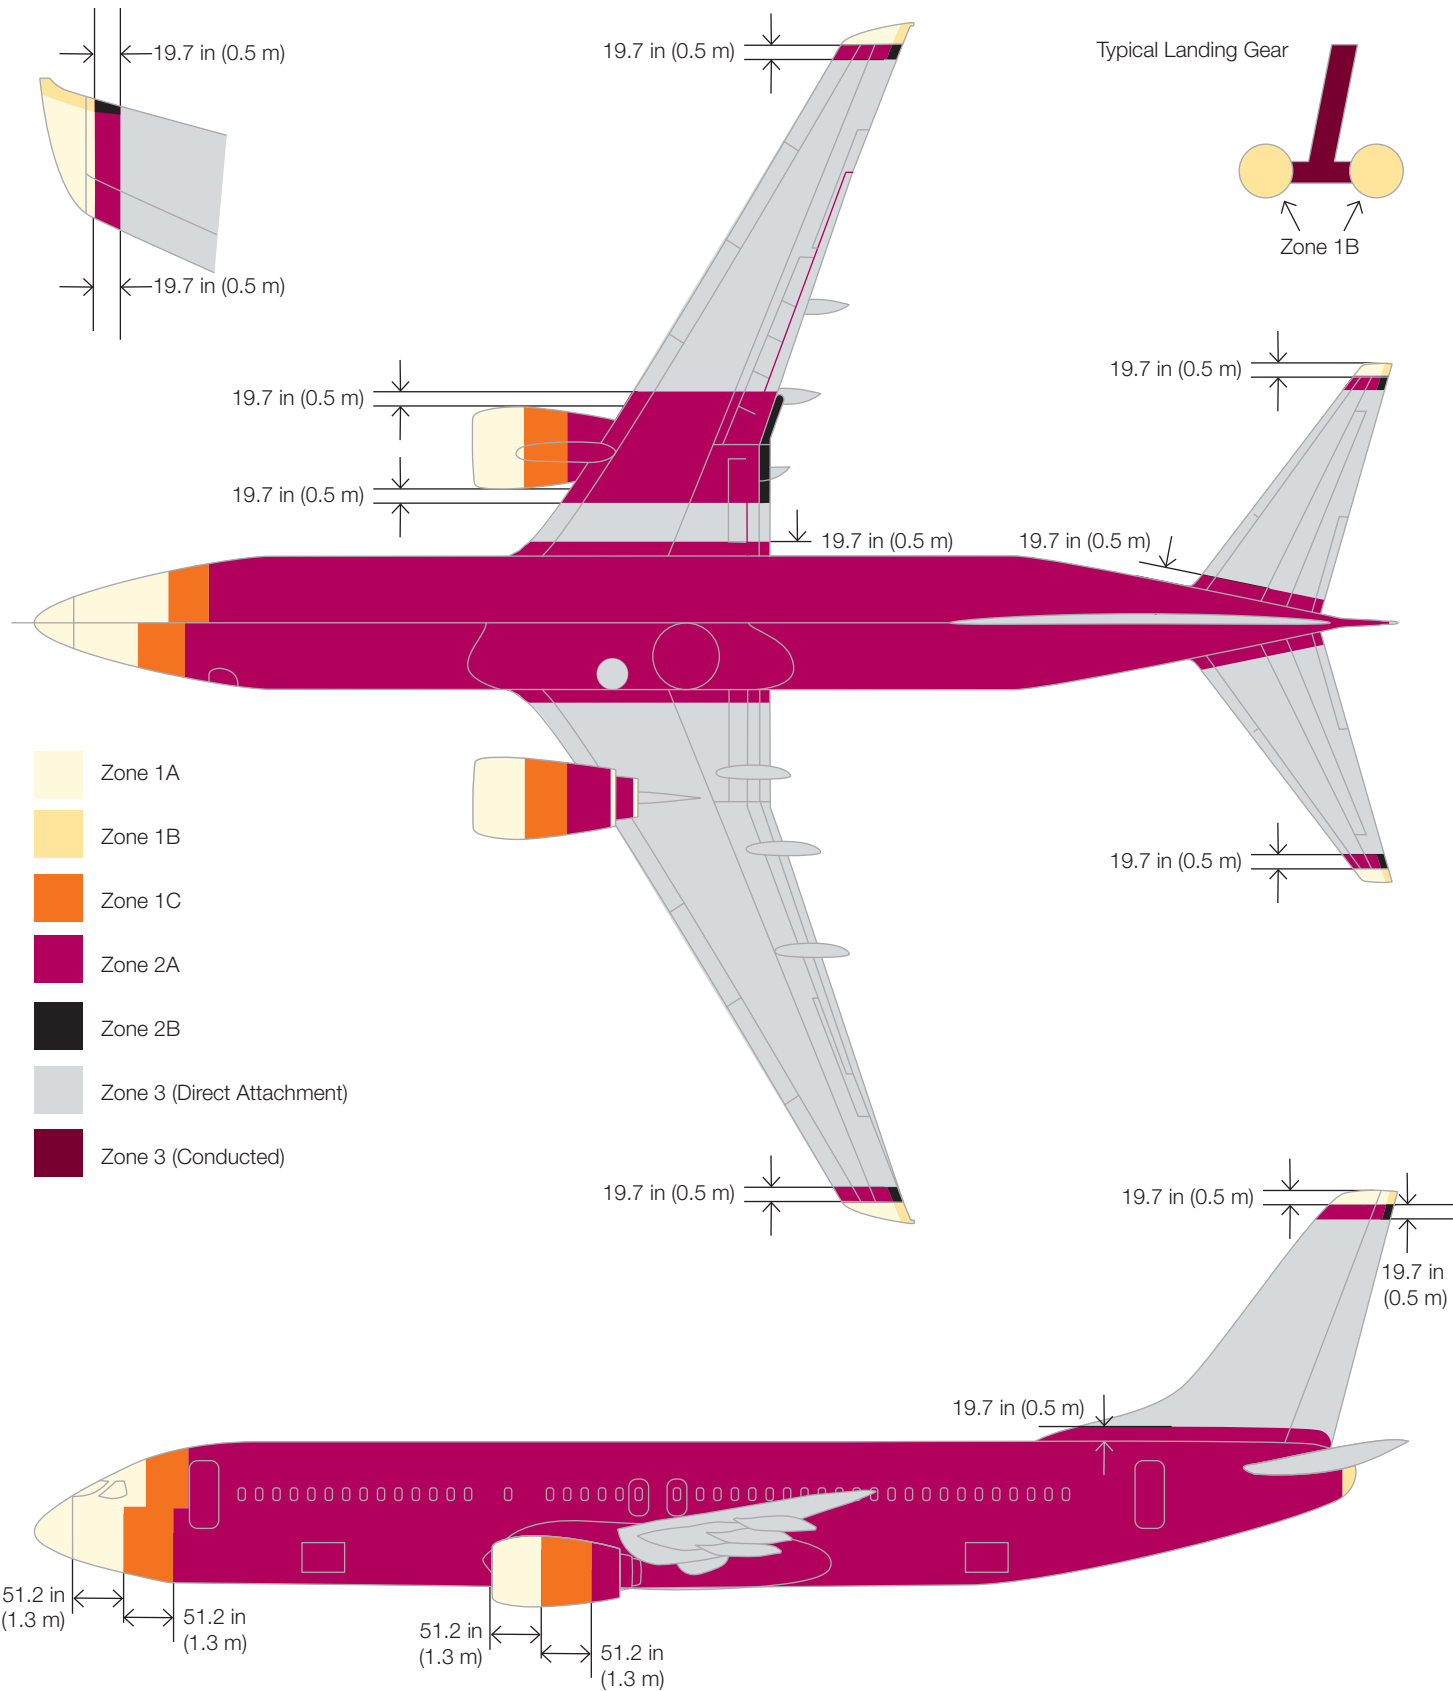 19.7 in (0.5 m)
19.7 in (0.5 m)
Typical Landing Gear
Zone 1B
19.7 in (0.5 m)
19.7 in (0.5 m)
19.7 in (0.5 m)
19.7 in (0.5 m)
19.7 in (0.5 m)
19.7 in (0.5 m)
Zone 1A
Zone 1B
Zone 1C
Zone 2A
Zone 2B
Zone 3 (Direct Attachment)
Zone 3 (Conducted)
19.7 in (0.5 m)
19.7 in (0.5 m)
19.7 in (0.5 m)
19.7 in (0.5 m)
19.7 in
(0.5 m)
19.7 in (0.5 m)
51.2 in
(1.3 m)
51.2 in
(1.3 m)
51.2 in
(1.3 m)
51.2 in
(1.3 m)